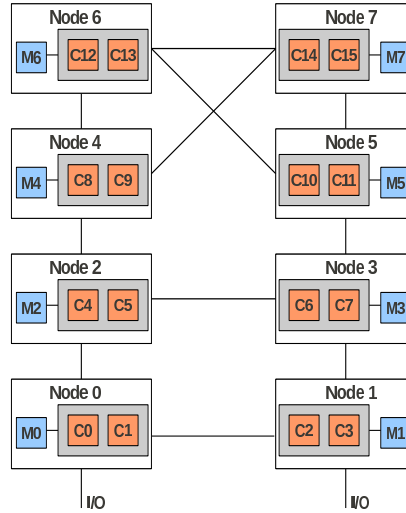 Node 6 Node 7
M6 C12 C13 C14 C15 M7
Node 4 Node 5
M4 C8 C9 C10 C11 M5
Node 2 Node 3
M2 C4 C5 C6 C7 M3
Node 0 Node 1
M0 C0 C1 C2 C3 M1
I/O I/O